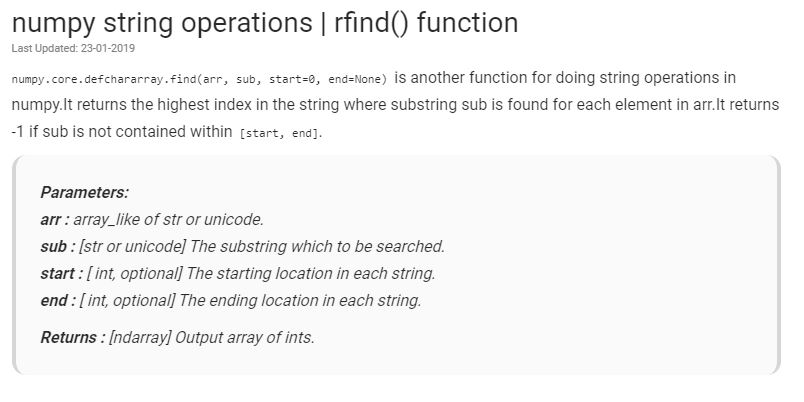 numpy string operations | rfind() function
Last Updated: 23-01-2019
numpy.core.defchararray.find(arr, sub, start=0, end=None) is another function for doing string operations in
numpy.It returns the highest index in the string where substring sub is found for each element in arr.It returns
-1 if sub is not contained within [start, end].
Parameters:
arr : array_like of str or unicode.
sub : [str or unicode] The substring which to be searched.
start : [ int, optional] The starting location in each string.
end : [ int, optional] The ending location in each string.
Returns : [ndarray] Output array of ints.